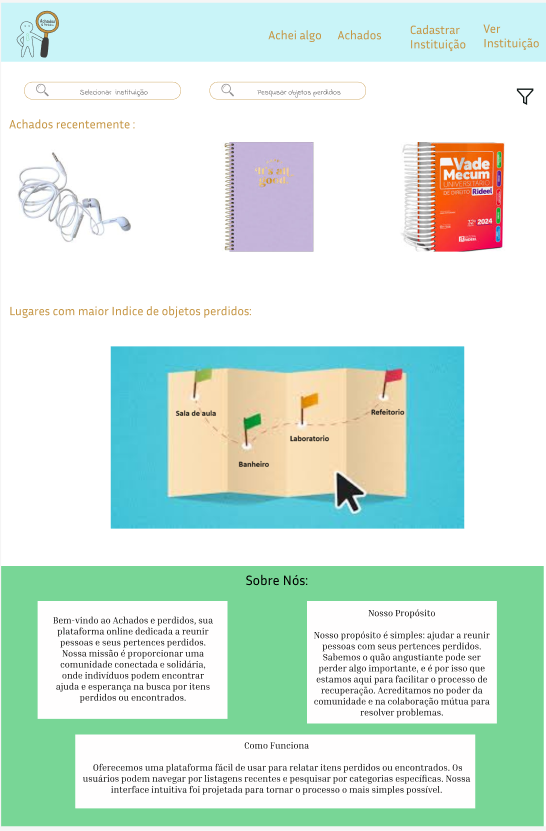 Achados
& Perdidos
Achei algo
Achados
Cadastrar
Instituição
Ver
Instituição
Selecionar instituição
Pesquisar objetos perdidos
Achados recentemente :
good
Vade
Mecum
UNIVERSITÁRIO
DE DIREITO Rideel
2024
Lugares com maior Indice de objetos perdidos:
Sala de aula
Refeitorio
Laboratorio
Banheiro
Sobre Nós:
Bem-vindo ao Achados e perdidos, sua
plataforma online dedicada a reunir
pessoas e seus pertences perdidos.
Nossa missão é proporcionar uma
comunidade conectada e solidária,
onde indivíduos podem encontrar
ajuda e esperança na busca por itens
perdidos ou encontrados.
Nosso Propósito
Nosso propósito é simples: ajudar a reunir
pessoas com seus pertences perdidos.
Sabemos o quão angustiante pode ser
perder algo importante, e é por isso que
estamos aqui para facilitar o processo de
recuperação. Acreditamos no poder da
comunidade e na colaboração mútua para
resolver problemas.
Como Funciona
Oferecemos uma plataforma fácil de usar para relatar itens perdidos ou encontrados. Os
usuários podem navegar por listagens recentes e pesquisar por categorias específicas. Nossa
interface intuitiva foi projetada para tornar o processo o mais simples possível.